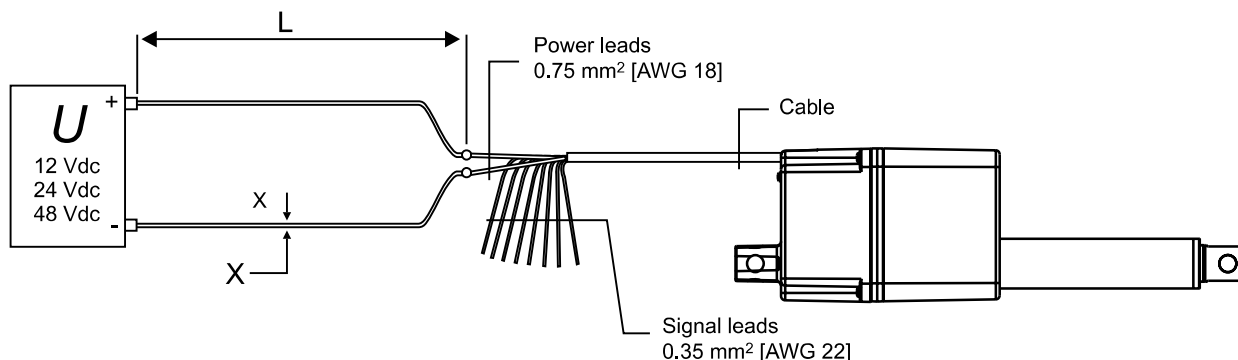 L
Power leads
0.75 mm² [AWG 18]
Cable
+
U
12 Vdc
24 Vdc
48 Vdc
-
x
X
Signal leads
0.35 mm² [AWG 22]